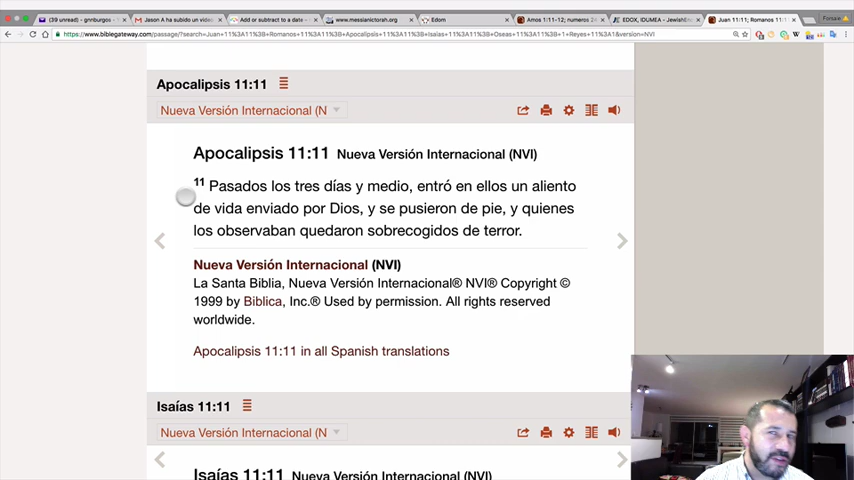 (39 unread) - gnnburgos -
Jason A ha subido un video
Add or subtract to a date -
www.messianictorah.org
Edom
Amos 1:11-12; numeros 24
EDOX, IDUMEA - JewishEn
Juan 11:11; Romanos 11:11
Forsaie
https://www.biblegateway.com/passage/?search=Juan+11%3A11%3B+Romanos+11%3A11%3B+Apocalipsis+11%3A11%3B+Isaías+11%3A11%3B+Oseas+11%3A11%3B+1+Reyes+11%3A11&version=NVI
Apocalipsis 11:11
Nueva Versión Internacional (N
Apocalipsis 11:11 Nueva Versión Internacional (NVI)
11 Pasados los tres días y medio, entró en ellos un aliento
de vida enviado por Dios, y se pusieron de pie, y quienes
los observaban quedaron sobrecogidos de terror.
Nueva Versión Internacional (NVI)
La Santa Biblia, Nueva Versión Internacional® NVI® Copyright ©
1999 by Biblica, Inc.® Used by permission. All rights reserved
worldwide.
Apocalipsis 11:11 in all Spanish translations
Isaías 11:11
Nueva Versión Internacional (N
Isaías 11:11 Nueva Versión Internacional (NVI)